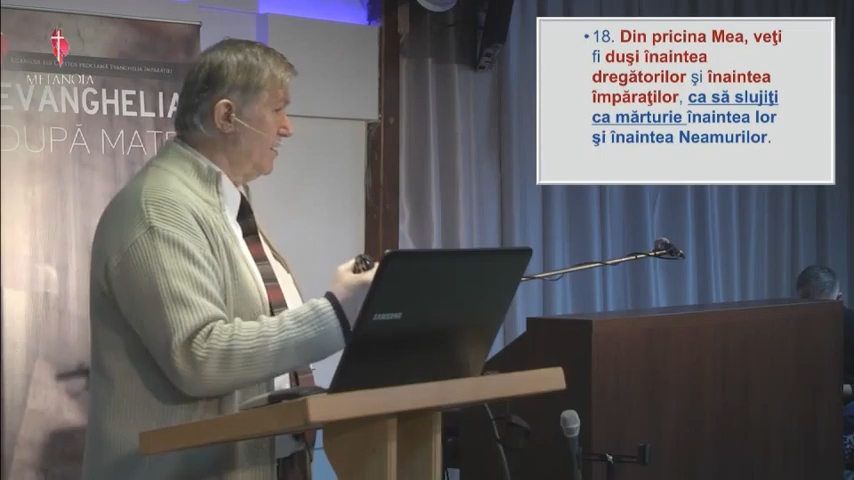 METANOIA
EVANGHELIA
DUPĂ MATE
SAMSUNG
• 18. Din pricina Mea, veţi
fi duşi înaintea
dregătorilor şi înaintea
împăraţilor, ca să slujiţi
ca mărturie înaintea lor
şi înaintea Neamurilor.